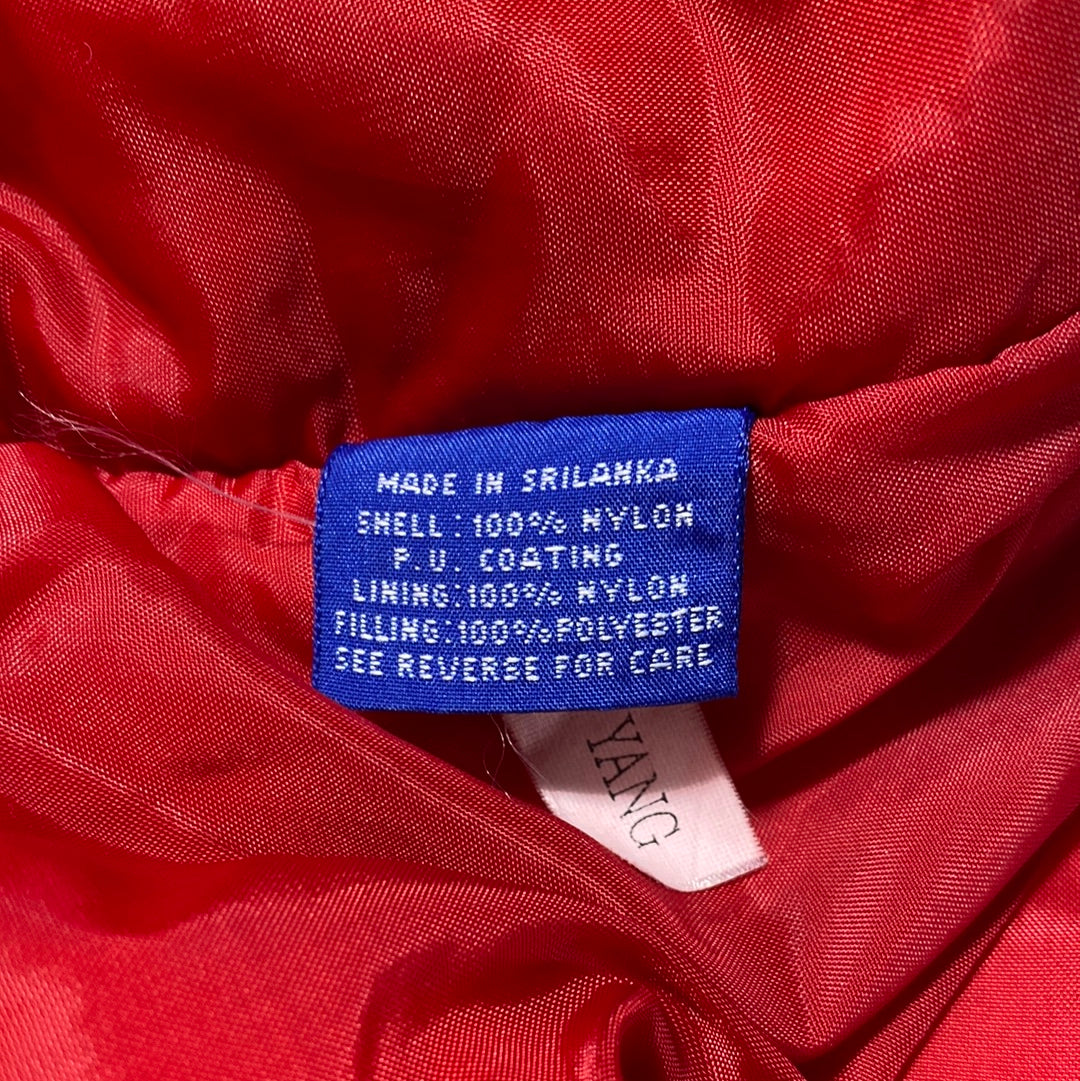 MADE IN SRILANKA
SHELL: 100% NYLON
P.U. COATING
LINING: 100% NYLON
FILLING: 100% POLYESTER
SEE REVERSE FOR CARE
YANG